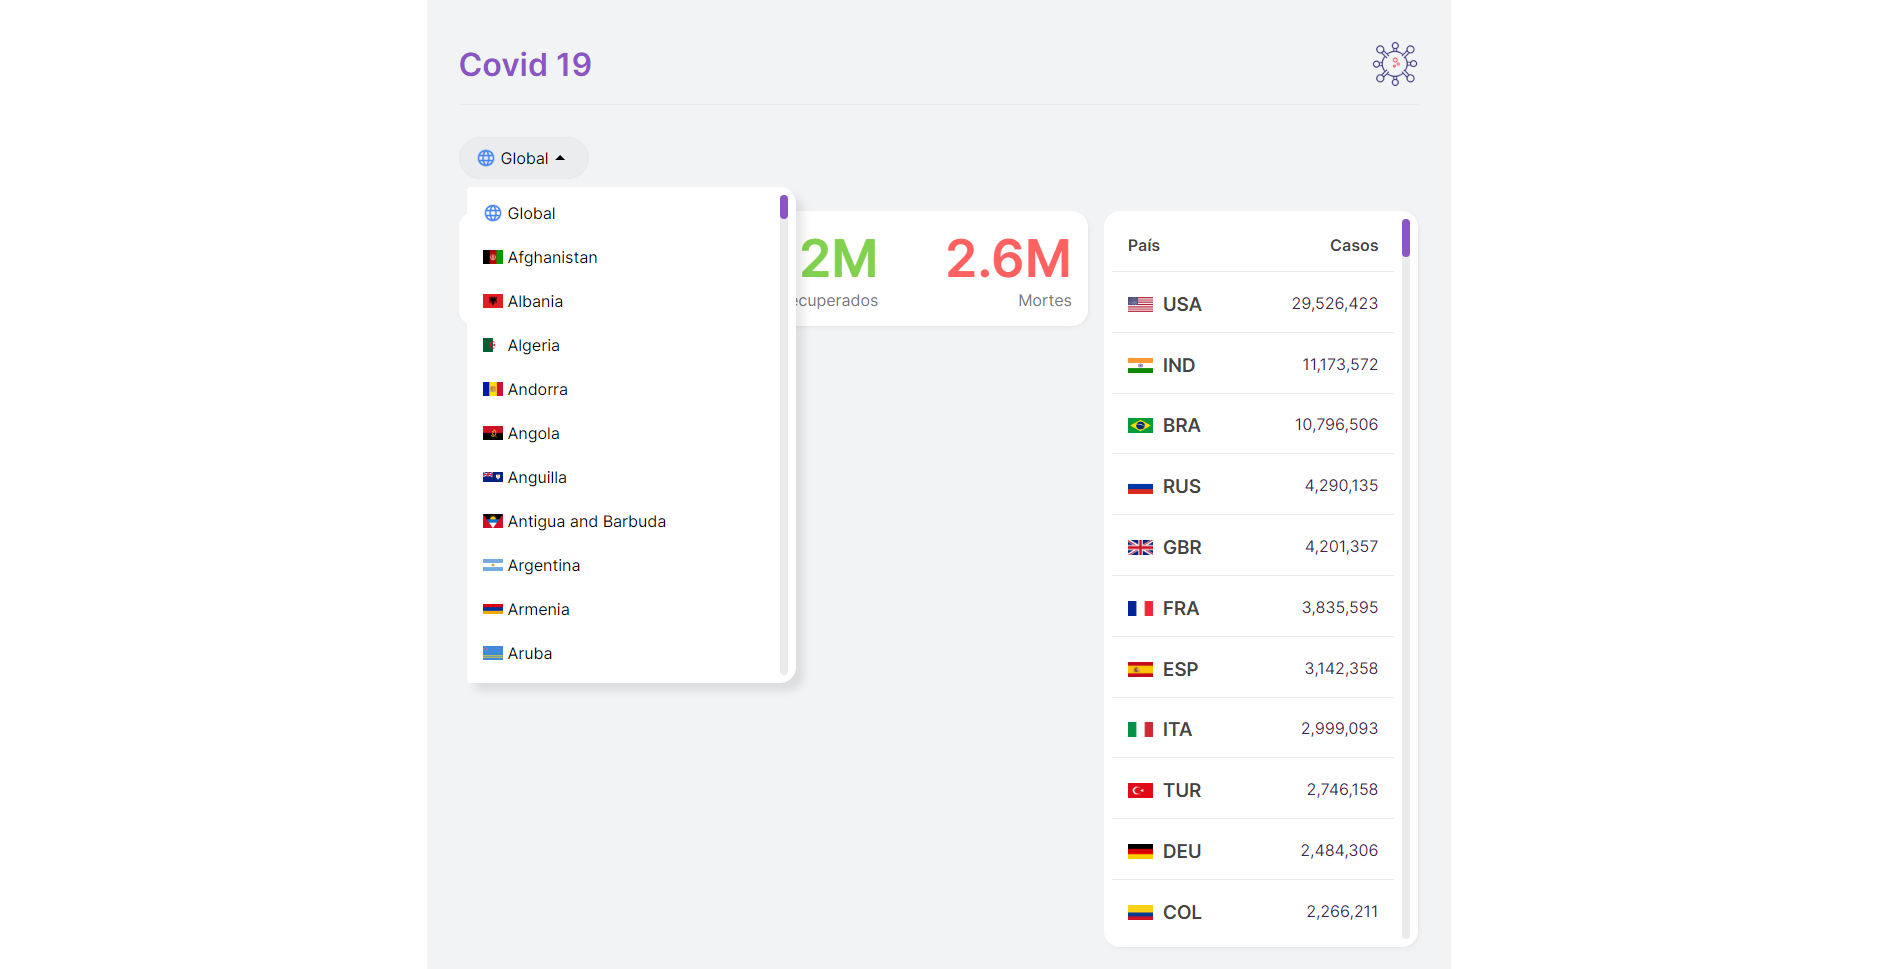 Covid 19
Global
Global
Afghanistan
Albania
Algeria
Andorra
Angola
Anguilla
Antigua and Barbuda
Argentina
Armenia
Aruba
2M
2.6M
ecuperados
Mortes
País Casos
USA 29,526,423
IND 11,173,572
BRA 10,796,506
RUS 4,290,135
GBR 4,201,357
FRA 3,835,595
ESP 3,142,358
ITA 2,999,093
TUR 2,746,158
DEU 2,484,306
COL 2,266,211